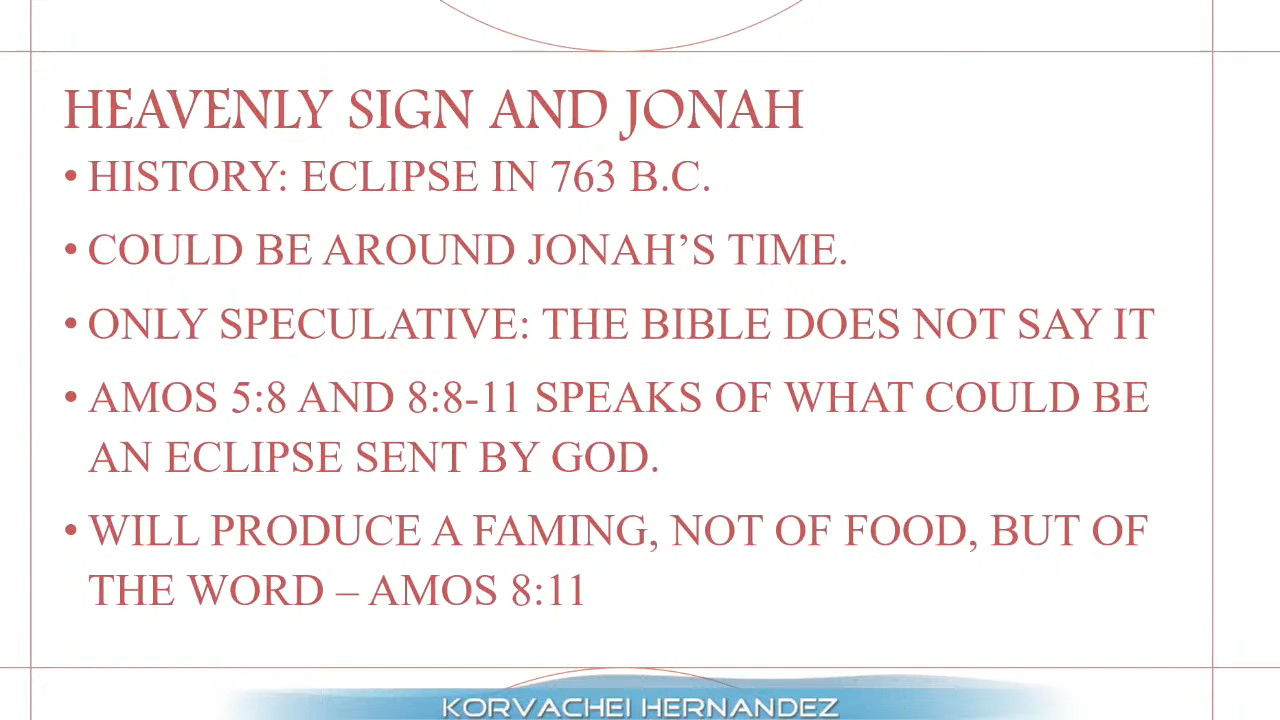 HEAVENLY SIGN AND JONAH
• HISTORY: ECLIPSE IN 763 B.C.
• COULD BE AROUND JONAH’S TIME.
• ONLY SPECULATIVE: THE BIBLE DOES NOT SAY IT
• AMOS 5:8 AND 8:8-11 SPEAKS OF WHAT COULD BE
AN ECLIPSE SENT BY GOD.
• WILL PRODUCE A FAMING, NOT OF FOOD, BUT OF
THE WORD – AMOS 8:11
KORVACHEI HERNANDEZ